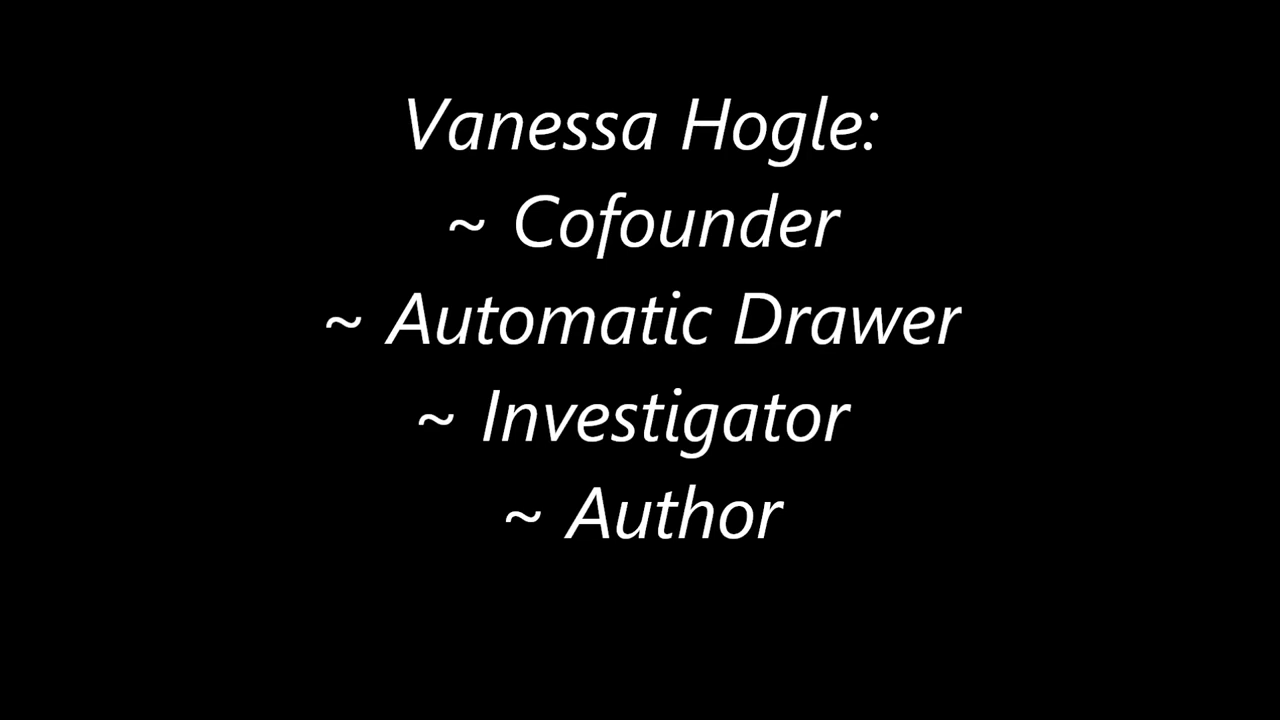 Vanessa Hogle:
~ Cofounder
~ Automatic Drawer
~ Investigator
~ Author